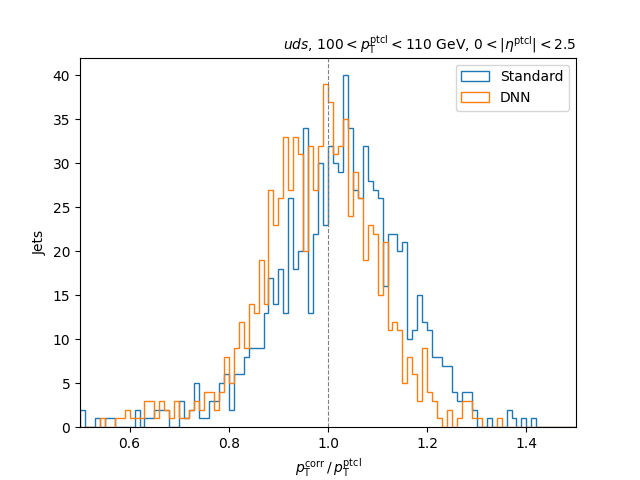 uds, 100 < p_T^ptcl < 110 GeV, 0 < |η^ptcl| < 2.5
Standard
DNN
40
35
30
25
20
15
10
5
0
Jets
0.6 0.8 1.0 1.2 1.4
p_T^corr / p_T^ptcl